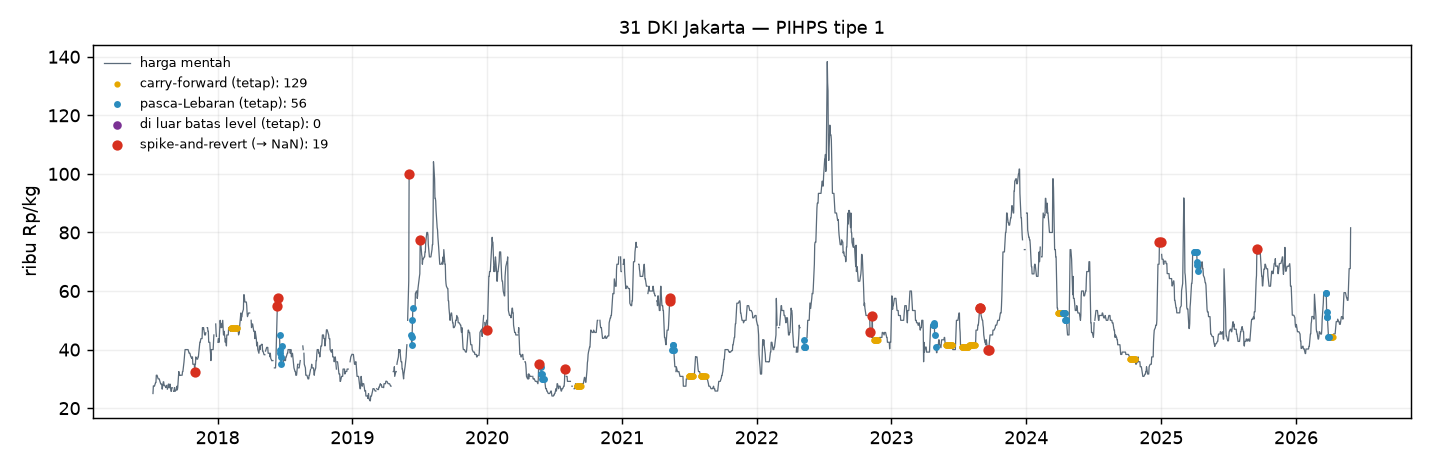 31 DKI Jakarta — PIHPS tipe 1
ribu Rp/kg
140
120
100
80
60
40
20
harga mentah
carry-forward (tetap): 129
pasca-Lebaran (tetap): 56
di luar batas level (tetap): 0
spike-and-revert (→ NaN): 19
2018 2019 2020 2021 2022 2023 2024 2025 2026